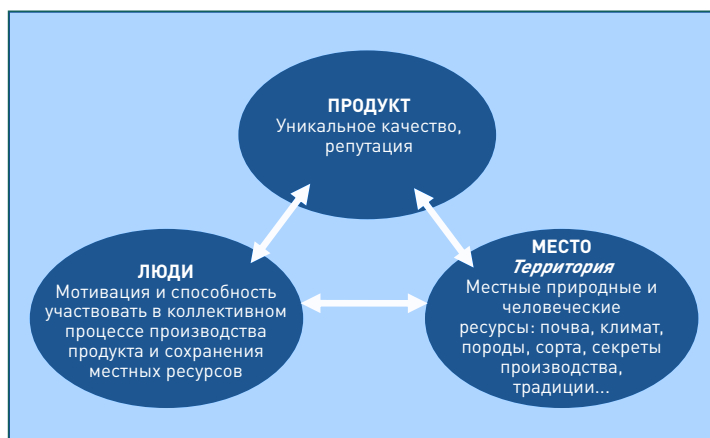 ПРОДУКТ
Уникальное качество,
репутация
ЛЮДИ
Мотивация и способность
участвовать в коллективном
процессе производства
продукта и сохранения
местных ресурсов
МЕСТО
Территория
Местные природные и
человеческие
ресурсы: почва, климат,
породы, сорта, секреты
производства,
традиции...